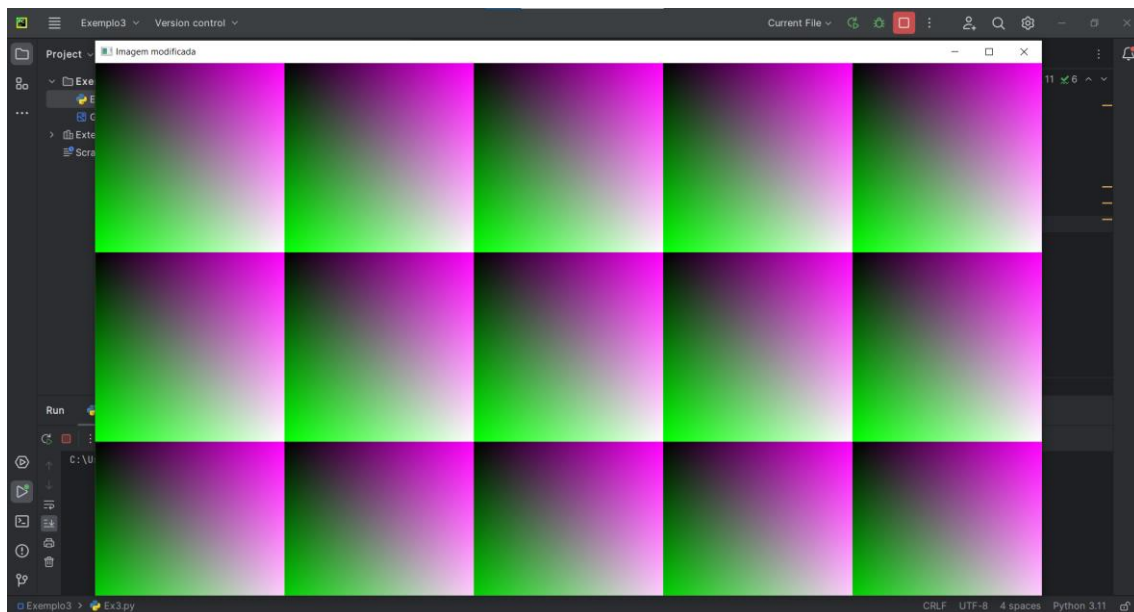 Exemplo3 Version control Current File
Project Imagem modificada
Exe 11 6
E
G
Exte
Scra
Run
C:\U
Exemplo3 > Ex3.py CRLF UTF-8 4 spaces Python 3.11